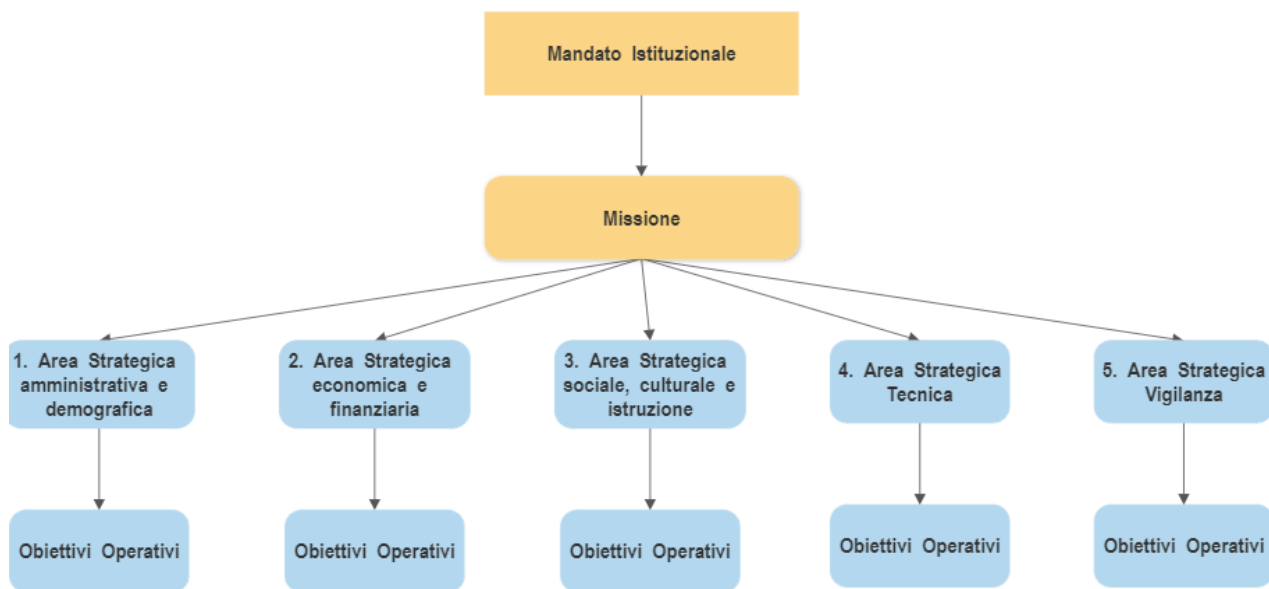 Mandato Istituzionale
Missione
1. Area Strategica
amministrativa e
demografica
2. Area Strategica
economica e
finanziaria
3. Area Strategica
sociale, culturale e
istruzione
4. Area Strategica
Tecnica
5. Area Strategica
Vigilanza
Obiettivi Operativi
Obiettivi Operativi
Obiettivi Operativi
Obiettivi Operativi
Obiettivi Operativi